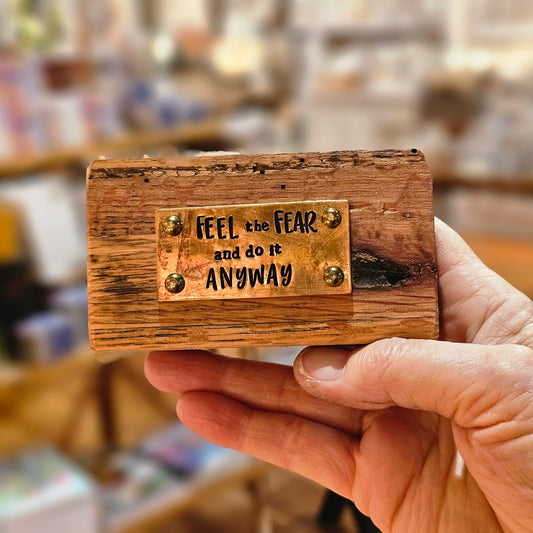 FEEL the FEAR
and do it
ANYWAY